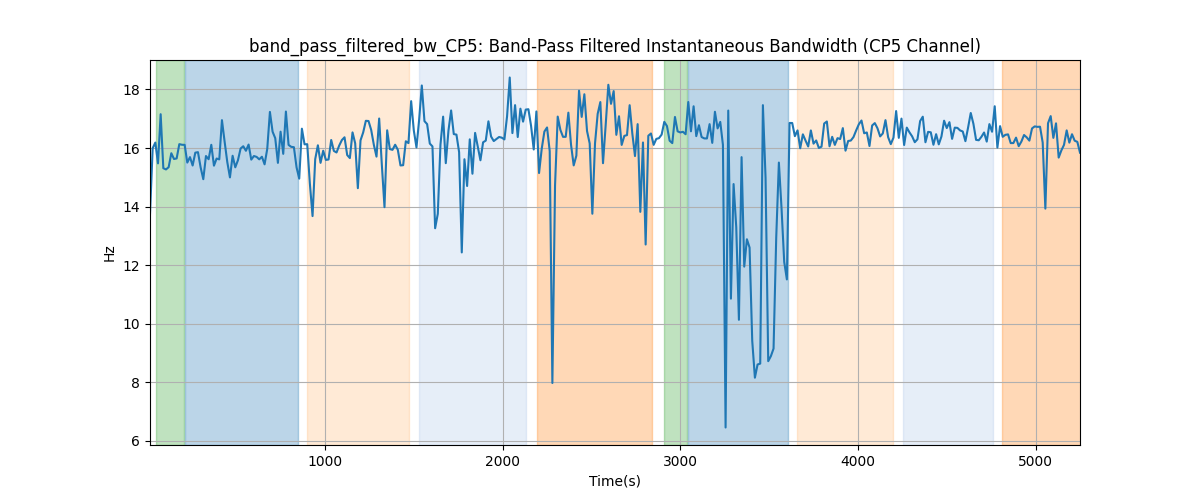 band_pass_filtered_bw_CP5: Band-Pass Filtered Instantaneous Bandwidth (CP5 Channel)
18
16
14
12
10
8
6
Hz
1000 2000 3000 4000 5000
Time(s)